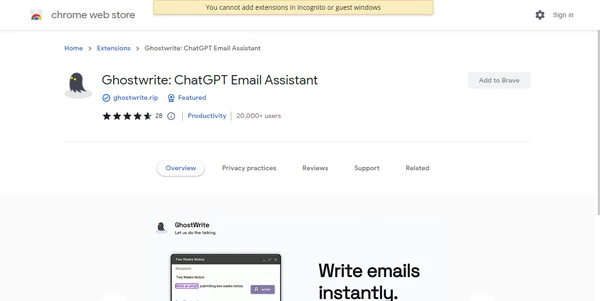 You cannot add extensions in incognito or guest windows
chrome web store
Sign in
Home
Extensions
Ghostwrite: ChatGPT Email Assistant
Ghostwrite: ChatGPT Email Assistant
Add to Brave
ghostwrite.rip
Featured
28
Productivity
20,000+ users
Overview
Privacy practices
Reviews
Support
Related
GhostWrite
Let us do the talking.
Two Weeks Notice
Recipients
Two Weeks Notice
Write an email submitting two weeks notice.
Write emails
instantly.